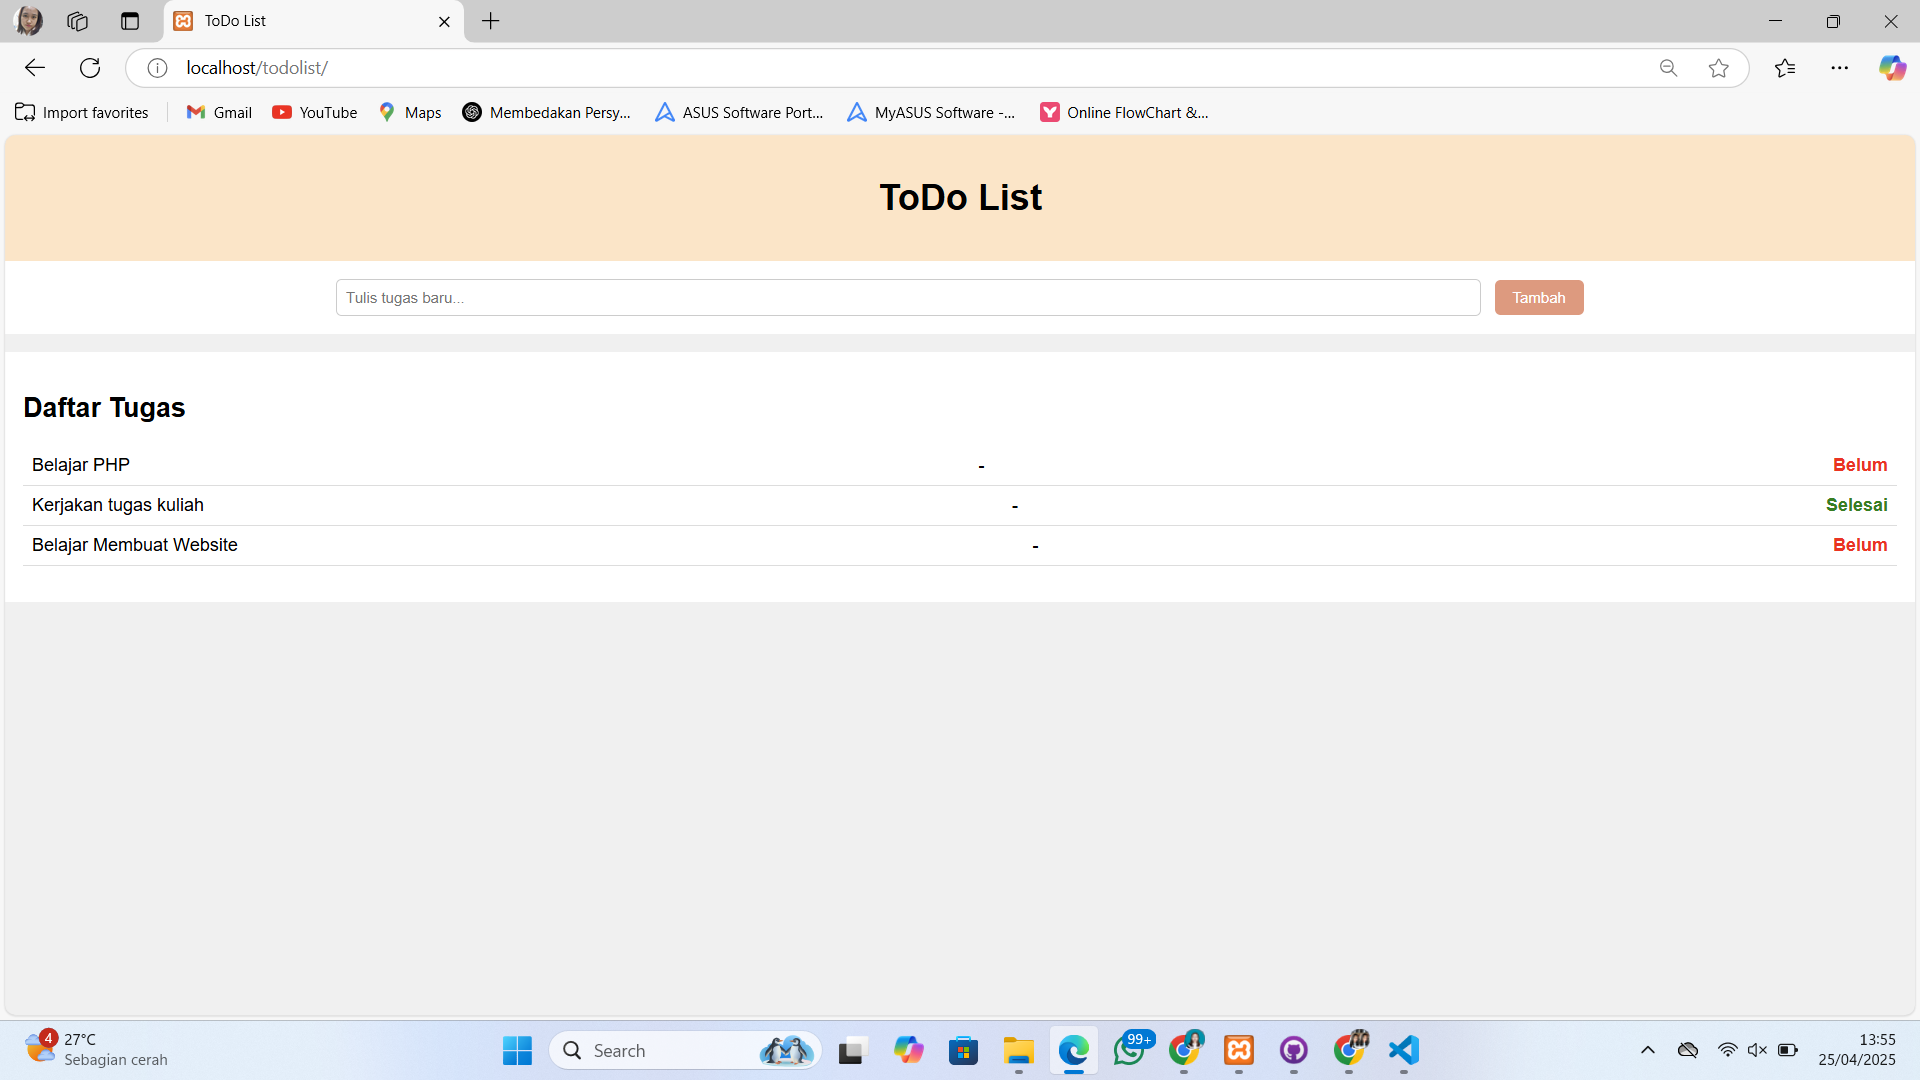 ToDo List
localhost/todolist/
Import favorites
Gmail
YouTube
Maps
Membedakan Persy...
ASUS Software Port...
MyASUS Software -...
Online FlowChart &...
ToDo List
Tulis tugas baru...
Tambah
Daftar Tugas
Belajar PHP - Belum
Kerjakan tugas kuliah - Selesai
Belajar Membuat Website - Belum
4
27°C
Sebagian cerah
Search
99+
13:55
25/04/2025